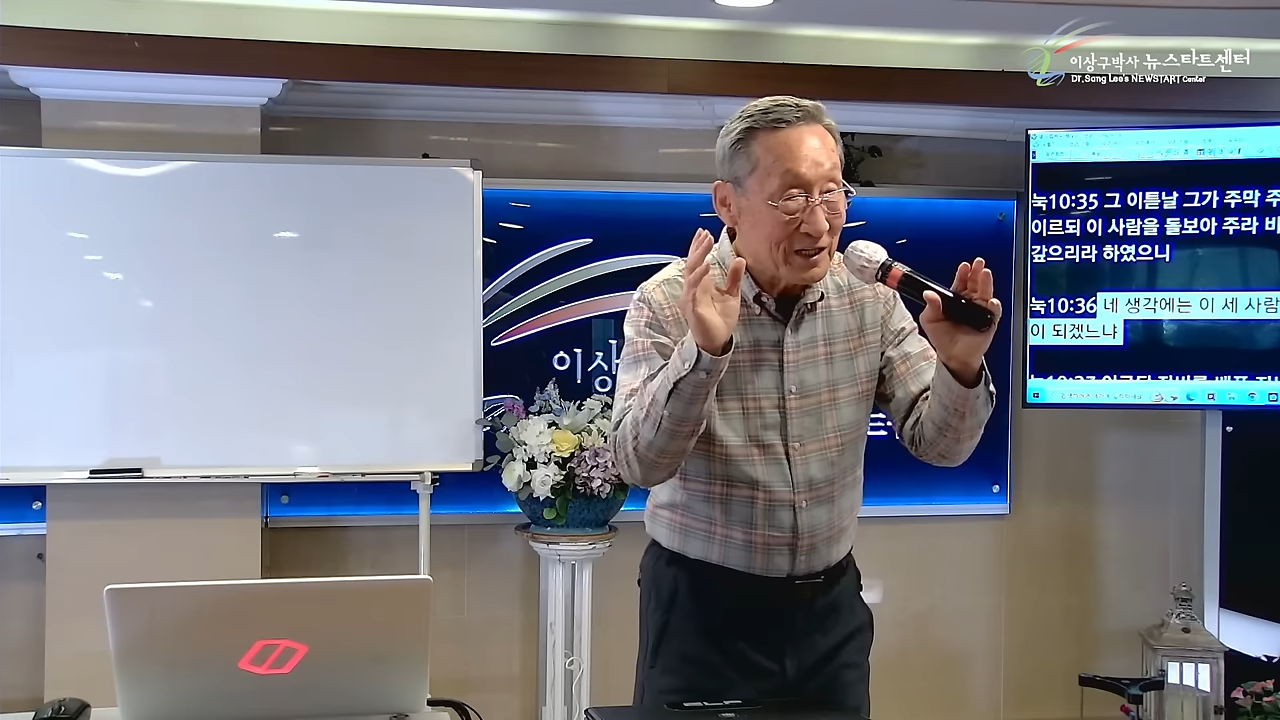 이상구박사 뉴스타트센터
Dr.Sang Lee's NEWSTART Center
눅10:35 그 이튿날 그가 주막 주
이르되 이 사람을 돌보아 주라 비
갚으리라 하였으니
눅10:36 네 생각에는 이 세 사람
이 되겠느냐
이상